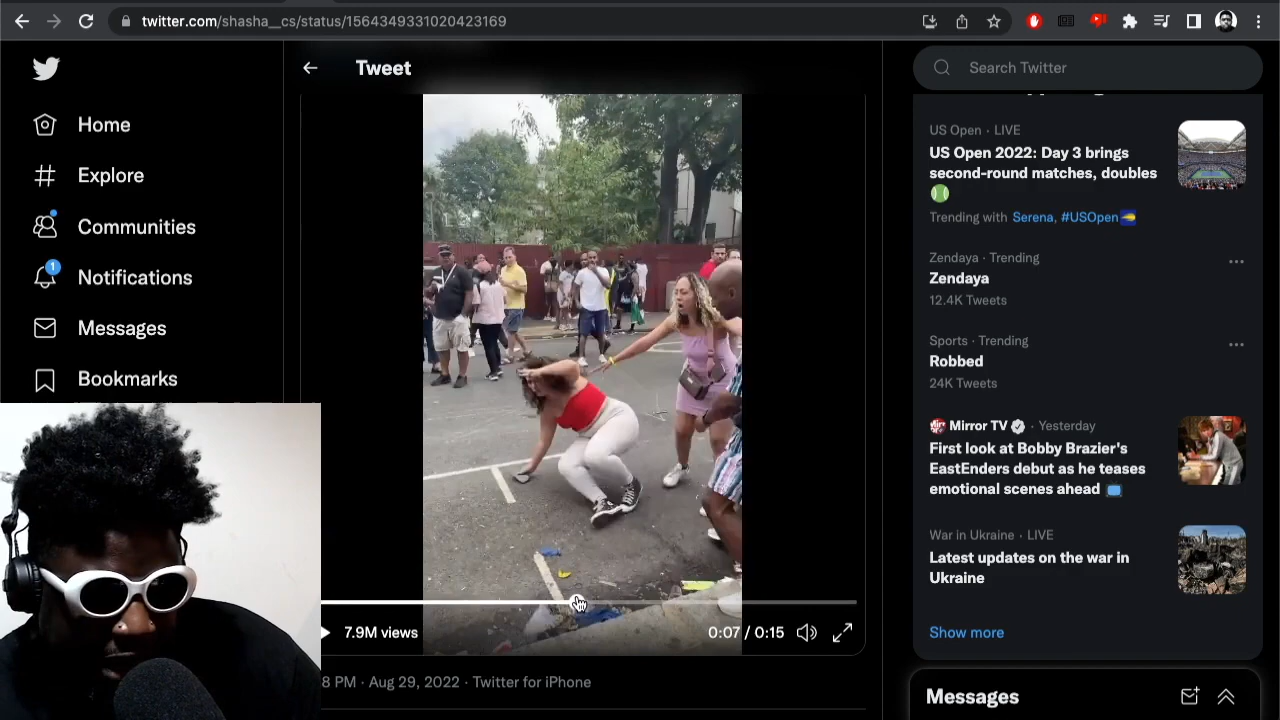 twitter.com/shasha__cs/status/1564349331020423169
Home
Explore
Communities
1
Notifications
Messages
Bookmarks
Tweet
7.9M views
0:07 / 0:15
8 PM · Aug 29, 2022 · Twitter for iPhone
Search Twitter
US Open · LIVE
US Open 2022: Day 3 brings
second-round matches, doubles
Trending with Serena, #USOpen
Zendaya · Trending
Zendaya
12.4K Tweets
Sports · Trending
Robbed
24K Tweets
Mirror TV · Yesterday
First look at Bobby Brazier's
EastEnders debut as he teases
emotional scenes ahead
War in Ukraine · LIVE
Latest updates on the war in
Ukraine
Show more
Messages